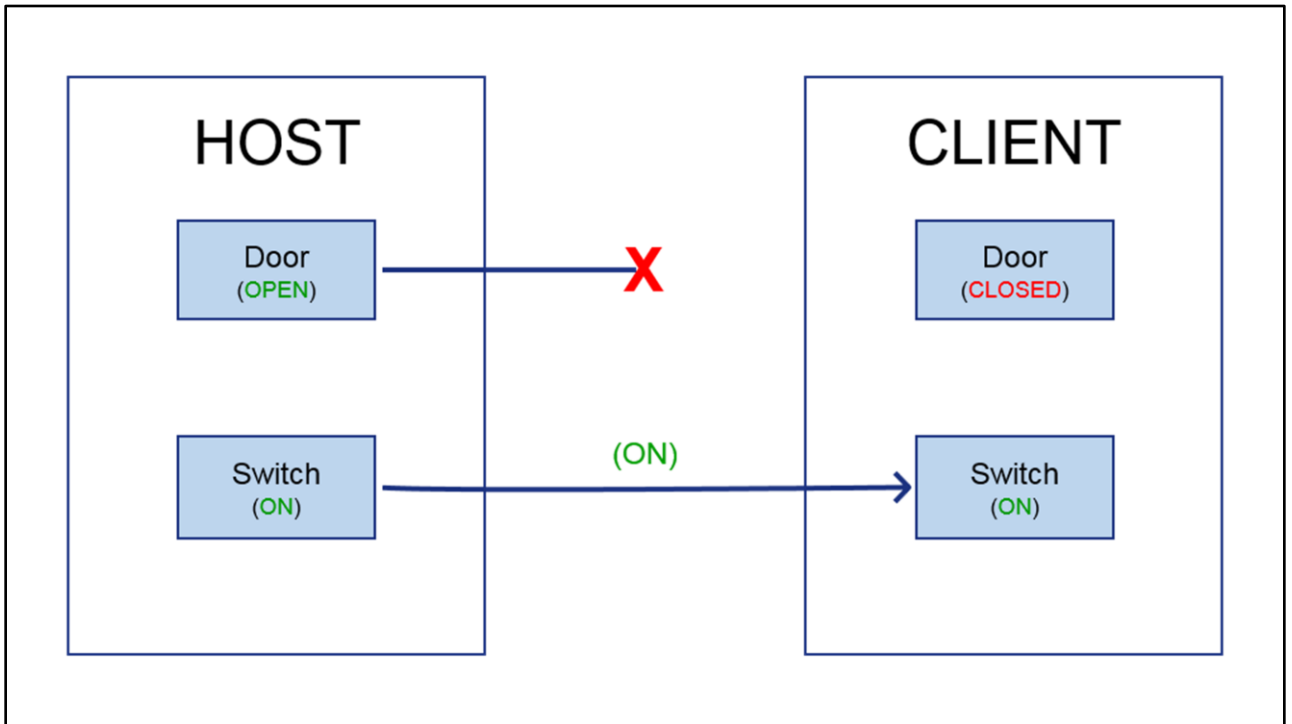 HOST
Door
(OPEN)
Switch
(ON)
X
(ON)
CLIENT
Door
(CLOSED)
Switch
(ON)